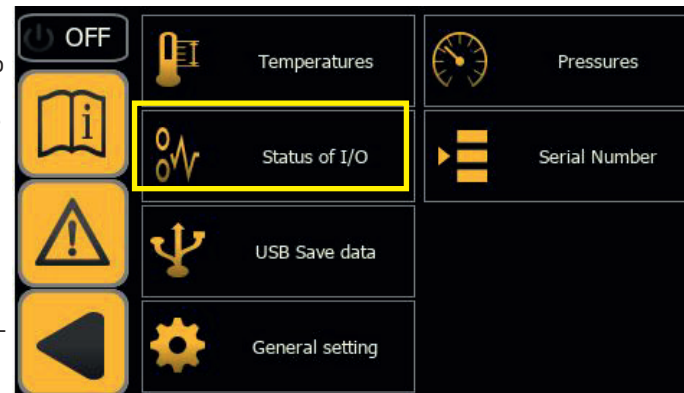 OFF
Temperatures
Pressures
i
Status of I/O
Serial Number
USB Save data
General setting